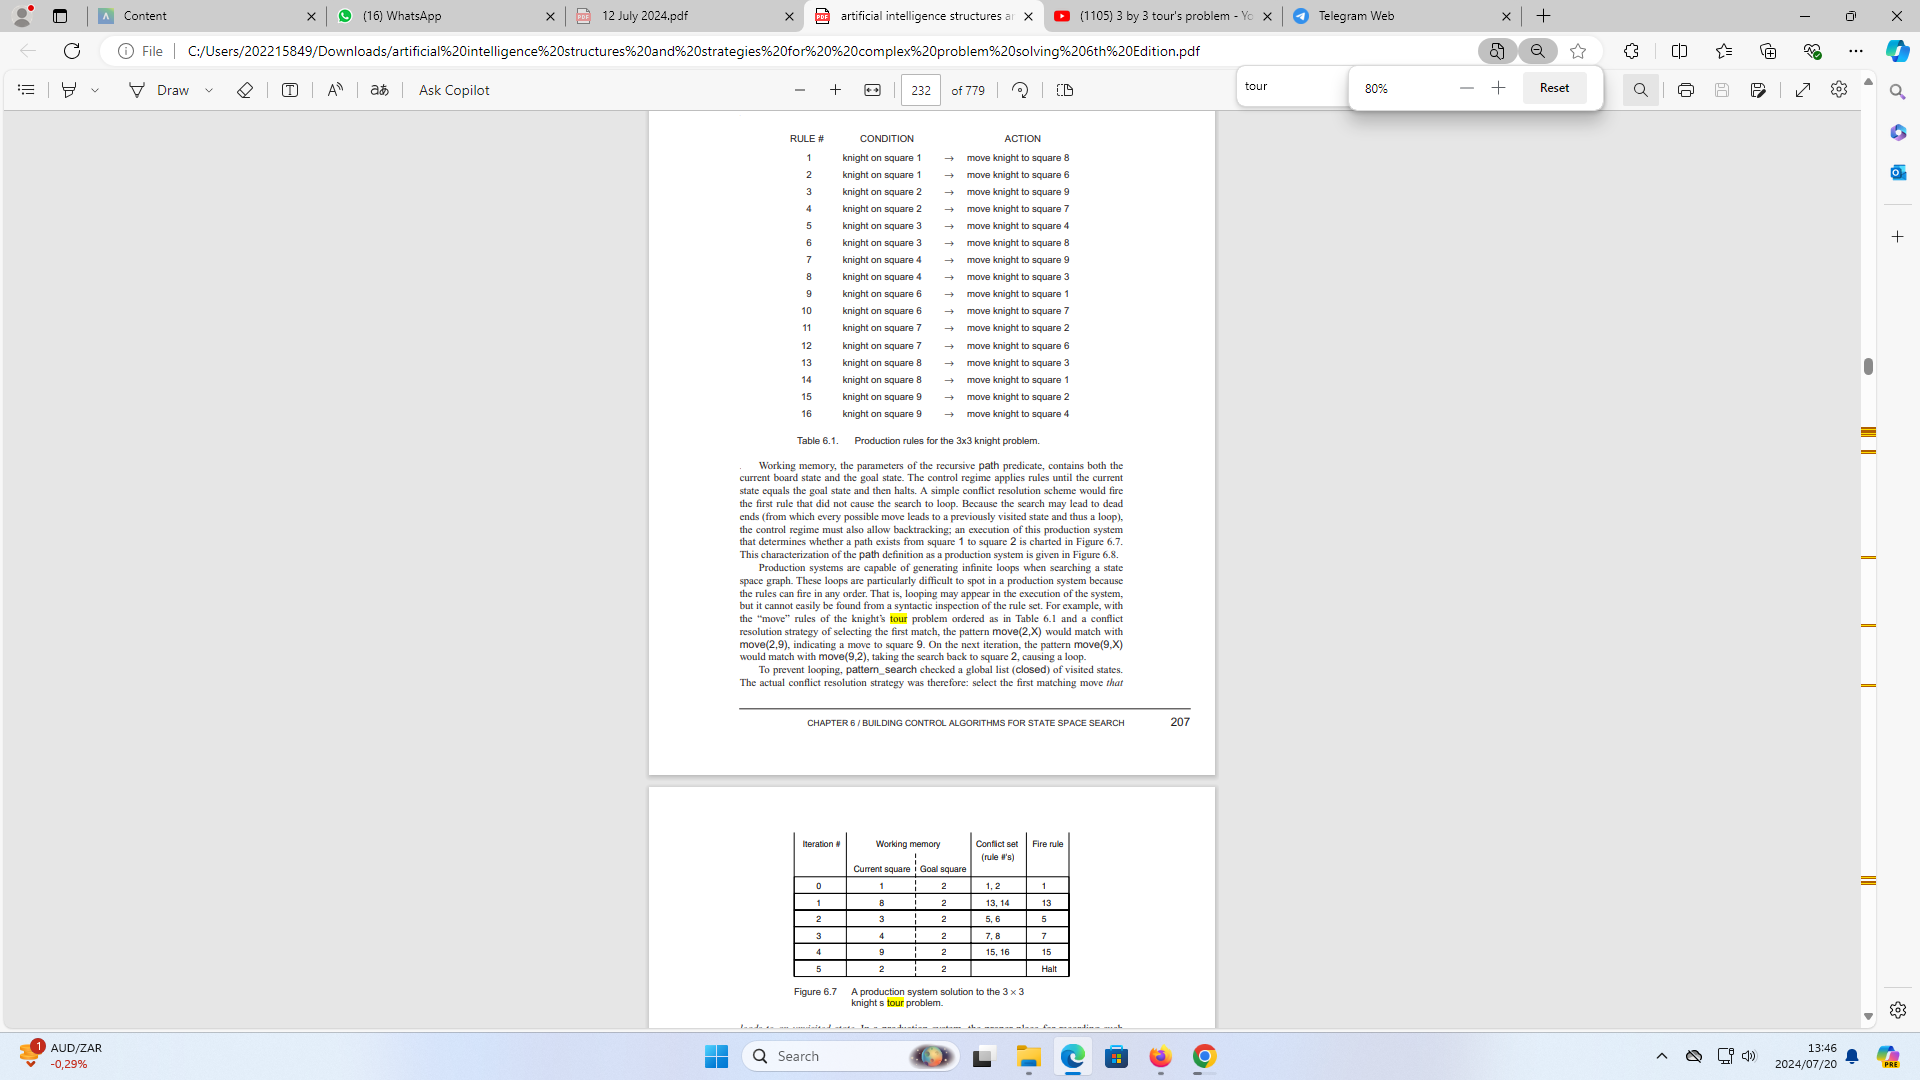 Content
(16) WhatsApp
12 July 2024.pdf
artificial intelligence structures ar
(1105) 3 by 3 tour's problem - Yo
Telegram Web
File
C:/Users/202215849/Downloads/artificial%20intelligence%20structures%20and%20strategies%20for%20%20complex%20problem%20solving%206th%20Edition.pdf
Draw
Ask Copilot
232 of 779
tour
80%
Reset
RULE # CONDITION ACTION
1 knight on square 1 → move knight to square 8
2 knight on square 1 → move knight to square 6
3 knight on square 2 → move knight to square 9
4 knight on square 2 → move knight to square 7
5 knight on square 3 → move knight to square 4
6 knight on square 3 → move knight to square 8
7 knight on square 4 → move knight to square 9
8 knight on square 4 → move knight to square 3
9 knight on square 6 → move knight to square 1
10 knight on square 6 → move knight to square 7
11 knight on square 7 → move knight to square 2
12 knight on square 7 → move knight to square 6
13 knight on square 8 → move knight to square 3
14 knight on square 8 → move knight to square 1
15 knight on square 9 → move knight to square 2
16 knight on square 9 → move knight to square 4
Table 6.1. Production rules for the 3x3 knight problem.
Working memory, the parameters of the recursive path predicate, contains both the
current board state and the goal state. The control regime applies rules until the current
state equals the goal state and then halts. A simple conflict resolution scheme would fire
the first rule that did not cause the search to loop. Because the search may lead to dead
ends (from which every possible move leads to a previously visited state and thus a loop),
the control regime must also allow backtracking; an execution of this production system
that determines whether a path exists from square 1 to square 2 is charted in Figure 6.7.
This characterization of the path definition as a production system is given in Figure 6.8.
Production systems are capable of generating infinite loops when searching a state
space graph. These loops are particularly difficult to spot in a production system because
the rules can fire in any order. That is, looping may appear in the execution of the system,
but it cannot easily be found from a syntactic inspection of the rule set. For example, with
the “move” rules of the knight’s tour problem ordered as in Table 6.1 and a conflict
resolution strategy of selecting the first match, the pattern move(2,X) would match with
move(2,9), indicating a move to square 9. On the next iteration, the pattern move(9,X)
would match with move(9,2), taking the search back to square 2, causing a loop.
To prevent looping, pattern_search checked a global list (closed) of visited states.
The actual conflict resolution strategy was therefore: select the first matching move that
CHAPTER 6 / BUILDING CONTROL ALGORITHMS FOR STATE SPACE SEARCH 207
Iteration # Working memory Conflict set Fire rule
(rule #'s)
Current square Goal square
0 1 2 1, 2 1
1 8 2 13, 14 13
2 3 2 5, 6 5
3 4 2 7, 8 7
4 9 2 15, 16 15
5 2 2 Halt
Figure 6.7 A production system solution to the 3 × 3
knight s tour problem.
1
AUD/ZAR
-0,29%
Search
13:46
2024/07/20
PRE